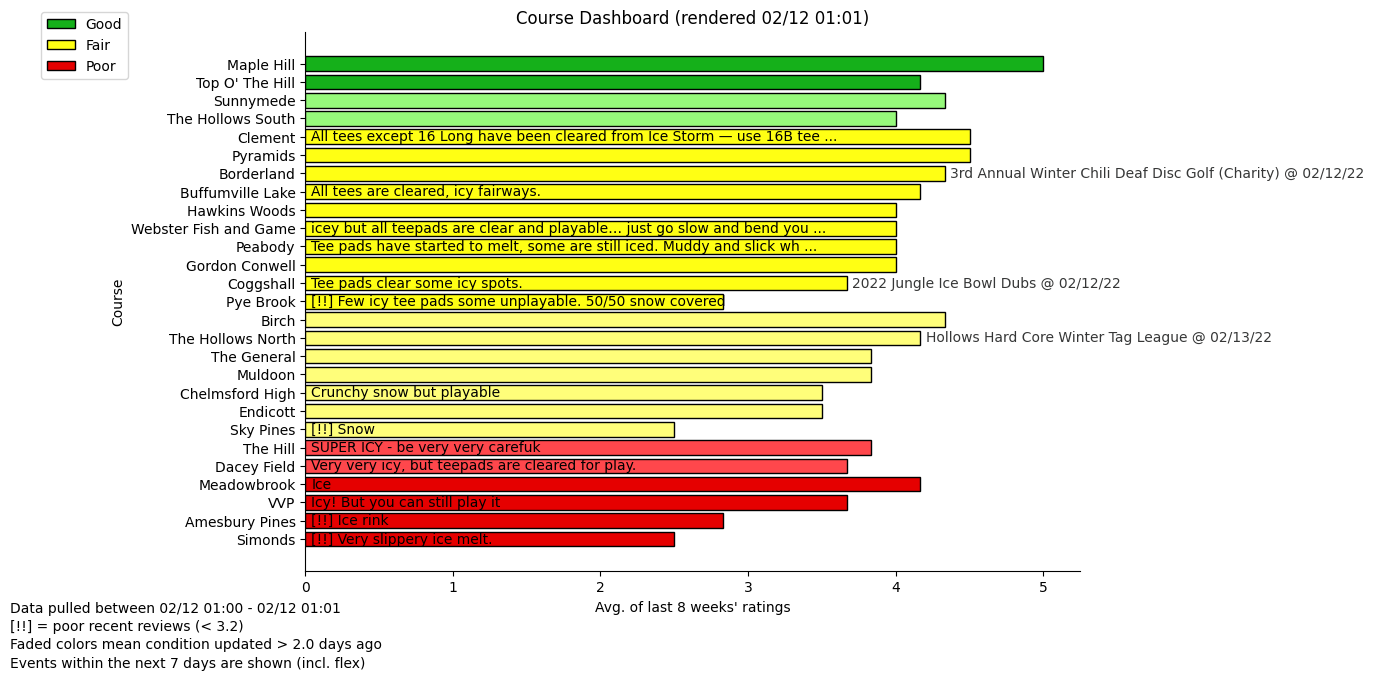 Course Dashboard (rendered 02/12 01:01)
Good
Fair
Poor
Course
Maple Hill
Top O' The Hill
Sunnymede
The Hollows South
Clement All tees except 16 Long have been cleared from Ice Storm — use 16B tee ...
Pyramids
Borderland 3rd Annual Winter Chili Deaf Disc Golf (Charity) @ 02/12/22
Buffumville Lake All tees are cleared, icy fairways.
Hawkins Woods
Webster Fish and Game icey but all teepads are clear and playable… just go slow and bend you ...
Peabody Tee pads have started to melt, some are still iced. Muddy and slick wh ...
Gordon Conwell
Coggshall Tee pads clear some icy spots. 2022 Jungle Ice Bowl Dubs @ 02/12/22
Pye Brook [!!] Few icy tee pads some unplayable. 50/50 snow covered
Birch
The Hollows North Hollows Hard Core Winter Tag League @ 02/13/22
The General
Muldoon
Chelmsford High Crunchy snow but playable
Endicott
Sky Pines [!!] Snow
The Hill SUPER ICY - be very very carefuk
Dacey Field Very very icy, but teepads are cleared for play.
Meadowbrook Ice
VVP Icy! But you can still play it
Amesbury Pines [!!] Ice rink
Simonds [!!] Very slippery ice melt.
0 1 2 3 4 5
Avg. of last 8 weeks' ratings
Data pulled between 02/12 01:00 - 02/12 01:01
[!!] = poor recent reviews (< 3.2)
Faded colors mean condition updated > 2.0 days ago
Events within the next 7 days are shown (incl. flex)